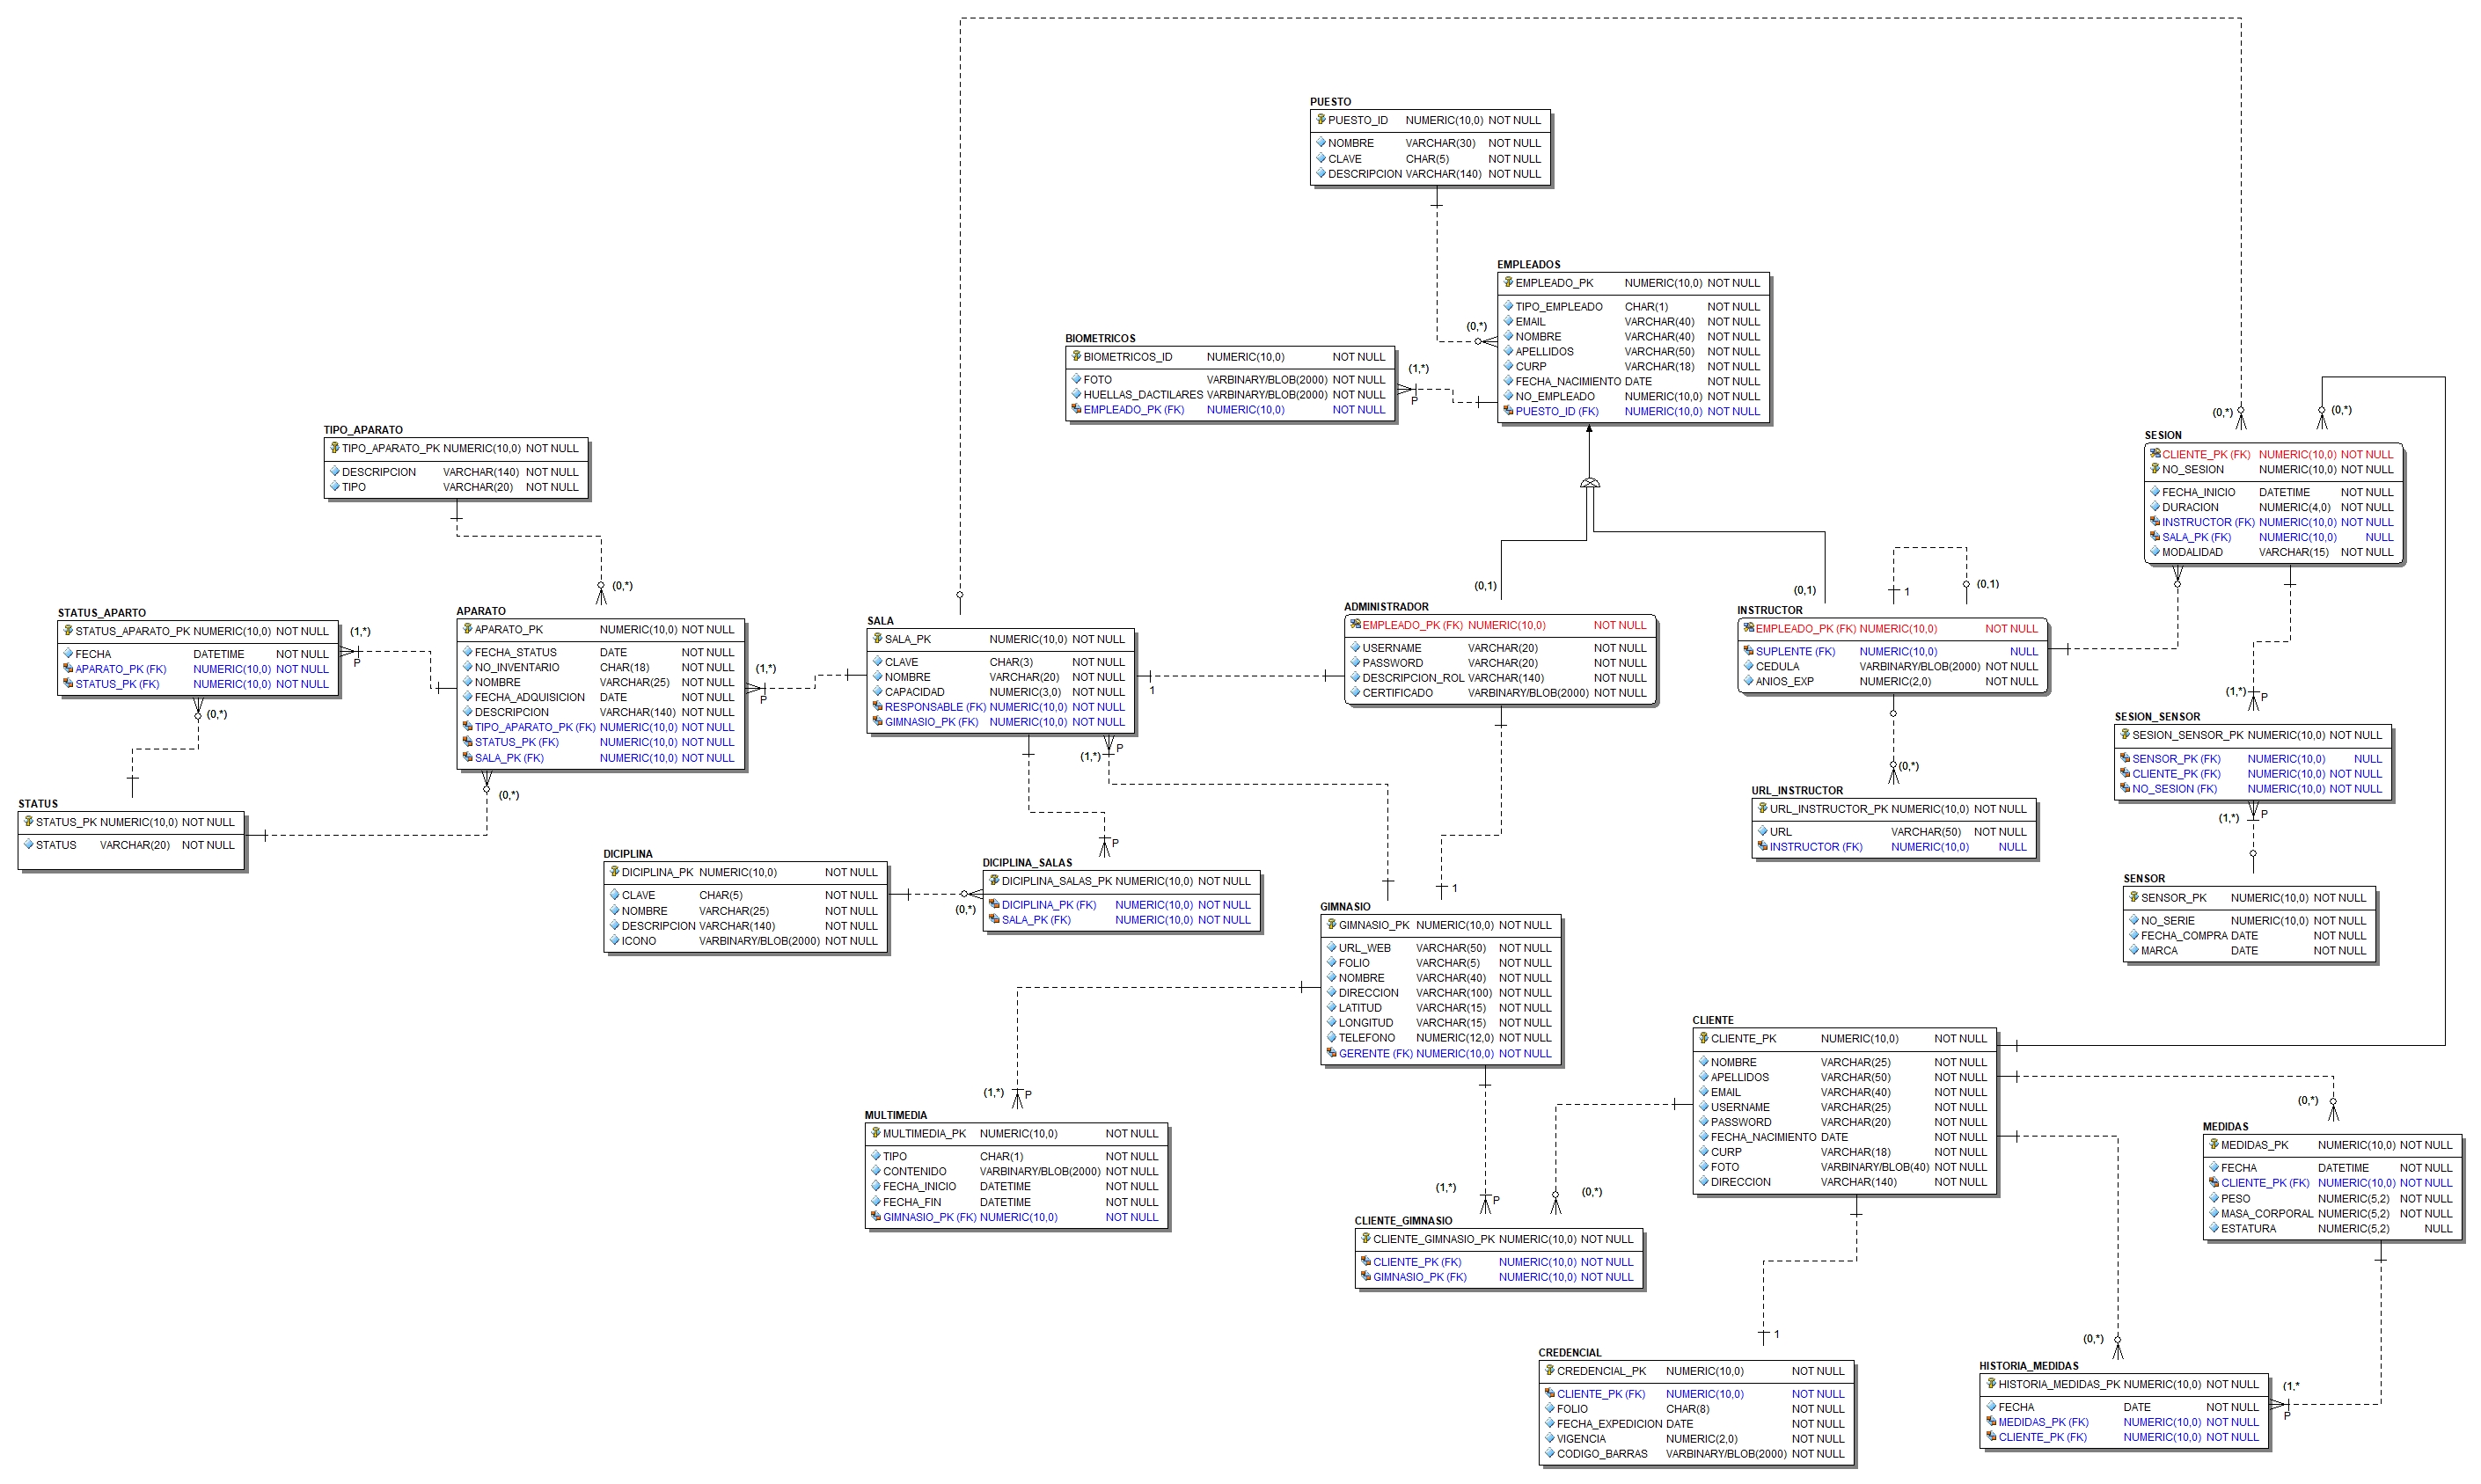 PUESTO
PUESTO_ID NUMERIC(10,0) NOT NULL
NOMBRE VARCHAR(30) NOT NULL
CLAVE CHAR(5) NOT NULL
DESCRIPCION VARCHAR(140) NOT NULL
EMPLEADOS
EMPLEADO_PK NUMERIC(10,0) NOT NULL
TIPO_EMPLEADO CHAR(1) NOT NULL
EMAIL VARCHAR(40) NOT NULL
NOMBRE VARCHAR(40) NOT NULL
APELLIDOS VARCHAR(50) NOT NULL
CURP VARCHAR(18) NOT NULL
FECHA_NACIMIENTO DATE NOT NULL
NO_EMPLEADO NUMERIC(10,0) NOT NULL
PUESTO_ID (FK) NUMERIC(10,0) NOT NULL
(0,*)
BIOMETRICOS
BIOMETRICOS_ID NUMERIC(10,0) NOT NULL
FOTO VARBINARY/BLOB(2000) NOT NULL
HUELLAS_DACTILARES VARBINARY/BLOB(2000) NOT NULL
EMPLEADO_PK (FK) NUMERIC(10,0) NOT NULL
(1,*)
P
TIPO_APARATO
TIPO_APARATO_PK NUMERIC(10,0) NOT NULL
DESCRIPCION VARCHAR(140) NOT NULL
TIPO VARCHAR(20) NOT NULL
(0,*)
(0,*)
(0,*)
SESION
CLIENTE_PK (FK) NUMERIC(10,0) NOT NULL
NO_SESION NUMERIC(10,0) NOT NULL
FECHA_INICIO DATETIME NOT NULL
DURACION NUMERIC(4,0) NOT NULL
INSTRUCTOR (FK) NUMERIC(10,0) NOT NULL
SALA_PK (FK) NUMERIC(10,0) NULL
MODALIDAD VARCHAR(15) NOT NULL
STATUS_APARTO
STATUS_APARATO_PK NUMERIC(10,0) NOT NULL
FECHA DATETIME NOT NULL
APARATO_PK (FK) NUMERIC(10,0) NOT NULL
STATUS_PK (FK) NUMERIC(10,0) NOT NULL
(1,*)
P
(0,*)
APARATO
APARATO_PK NUMERIC(10,0) NOT NULL
FECHA_STATUS DATE NOT NULL
NO_INVENTARIO CHAR(18) NOT NULL
NOMBRE VARCHAR(25) NOT NULL
FECHA_ADQUISICION DATE NOT NULL
DESCRIPCION VARCHAR(140) NOT NULL
TIPO_APARATO_PK (FK) NUMERIC(10,0) NOT NULL
STATUS_PK (FK) NUMERIC(10,0) NOT NULL
SALA_PK (FK) NUMERIC(10,0) NOT NULL
(1,*)
P
(0,*)
SALA
SALA_PK NUMERIC(10,0) NOT NULL
CLAVE CHAR(3) NOT NULL
NOMBRE VARCHAR(20) NOT NULL
CAPACIDAD NUMERIC(3,0) NOT NULL
RESPONSABLE (FK) NUMERIC(10,0) NOT NULL
GIMNASIO_PK (FK) NUMERIC(10,0) NOT NULL
1
(1,*)
P
(0,1)
ADMINISTRADOR
EMPLEADO_PK (FK) NUMERIC(10,0) NOT NULL
USERNAME VARCHAR(20) NOT NULL
PASSWORD VARCHAR(20) NOT NULL
DESCRIPCION_ROL VARCHAR(140) NOT NULL
CERTIFICADO VARBINARY/BLOB(2000) NOT NULL
(0,1)
1
(0,1)
INSTRUCTOR
EMPLEADO_PK (FK) NUMERIC(10,0) NOT NULL
SUPLENTE (FK) NUMERIC(10,0) NULL
CEDULA VARBINARY/BLOB(2000) NOT NULL
ANIOS_EXP NUMERIC(2,0) NOT NULL
(0,*)
(1,*)
P
SESION_SENSOR
SESION_SENSOR_PK NUMERIC(10,0) NOT NULL
SENSOR_PK (FK) NUMERIC(10,0) NULL
CLIENTE_PK (FK) NUMERIC(10,0) NOT NULL
NO_SESION (FK) NUMERIC(10,0) NOT NULL
(1,*)
P
STATUS
STATUS_PK NUMERIC(10,0) NOT NULL
STATUS VARCHAR(20) NOT NULL
URL_INSTRUCTOR
URL_INSTRUCTOR_PK NUMERIC(10,0) NOT NULL
URL VARCHAR(50) NOT NULL
INSTRUCTOR (FK) NUMERIC(10,0) NULL
DICIPLINA
DICIPLINA_PK NUMERIC(10,0) NOT NULL
CLAVE CHAR(5) NOT NULL
NOMBRE VARCHAR(25) NOT NULL
DESCRIPCION VARCHAR(140) NOT NULL
ICONO VARBINARY/BLOB(2000) NOT NULL
(0,*)
P
DICIPLINA_SALAS
DICIPLINA_SALAS_PK NUMERIC(10,0) NOT NULL
DICIPLINA_PK (FK) NUMERIC(10,0) NOT NULL
SALA_PK (FK) NUMERIC(10,0) NOT NULL
SENSOR
SENSOR_PK NUMERIC(10,0) NOT NULL
NO_SERIE NUMERIC(10,0) NOT NULL
FECHA_COMPRA DATE NOT NULL
MARCA DATE NOT NULL
1
GIMNASIO
GIMNASIO_PK NUMERIC(10,0) NOT NULL
URL_WEB VARCHAR(50) NOT NULL
FOLIO VARCHAR(5) NOT NULL
NOMBRE VARCHAR(40) NOT NULL
DIRECCION VARCHAR(100) NOT NULL
LATITUD VARCHAR(15) NOT NULL
LONGITUD VARCHAR(15) NOT NULL
TELEFONO NUMERIC(12,0) NOT NULL
GERENTE (FK) NUMERIC(10,0) NOT NULL
CLIENTE
CLIENTE_PK NUMERIC(10,0) NOT NULL
NOMBRE VARCHAR(25) NOT NULL
APELLIDOS VARCHAR(50) NOT NULL
EMAIL VARCHAR(40) NOT NULL
USERNAME VARCHAR(25) NOT NULL
PASSWORD VARCHAR(20) NOT NULL
FECHA_NACIMIENTO DATE NOT NULL
CURP VARCHAR(18) NOT NULL
FOTO VARBINARY/BLOB(40) NOT NULL
DIRECCION VARCHAR(140) NOT NULL
(1,*)
P
MULTIMEDIA
MULTIMEDIA_PK NUMERIC(10,0) NOT NULL
TIPO CHAR(1) NOT NULL
CONTENIDO VARBINARY/BLOB(2000) NOT NULL
FECHA_INICIO DATETIME NOT NULL
FECHA_FIN DATETIME NOT NULL
GIMNASIO_PK (FK) NUMERIC(10,0) NOT NULL
(0,*)
MEDIDAS
MEDIDAS_PK NUMERIC(10,0) NOT NULL
FECHA DATETIME NOT NULL
CLIENTE_PK (FK) NUMERIC(10,0) NOT NULL
PESO NUMERIC(5,2) NOT NULL
MASA_CORPORAL NUMERIC(5,2) NOT NULL
ESTATURA NUMERIC(5,2) NULL
(1,*)
P
(0,*)
CLIENTE_GIMNASIO
CLIENTE_GIMNASIO_PK NUMERIC(10,0) NOT NULL
CLIENTE_PK (FK) NUMERIC(10,0) NOT NULL
GIMNASIO_PK (FK) NUMERIC(10,0) NOT NULL
1
CREDENCIAL
CREDENCIAL_PK NUMERIC(10,0) NOT NULL
CLIENTE_PK (FK) NUMERIC(10,0) NOT NULL
FOLIO CHAR(8) NOT NULL
FECHA_EXPEDICION DATE NOT NULL
VIGENCIA NUMERIC(2,0) NOT NULL
CODIGO_BARRAS VARBINARY/BLOB(2000) NOT NULL
(0,*)
HISTORIA_MEDIDAS
HISTORIA_MEDIDAS_PK NUMERIC(10,0) NOT NULL
FECHA DATE NOT NULL
MEDIDAS_PK (FK) NUMERIC(10,0) NOT NULL
CLIENTE_PK (FK) NUMERIC(10,0) NOT NULL
(1.*
P